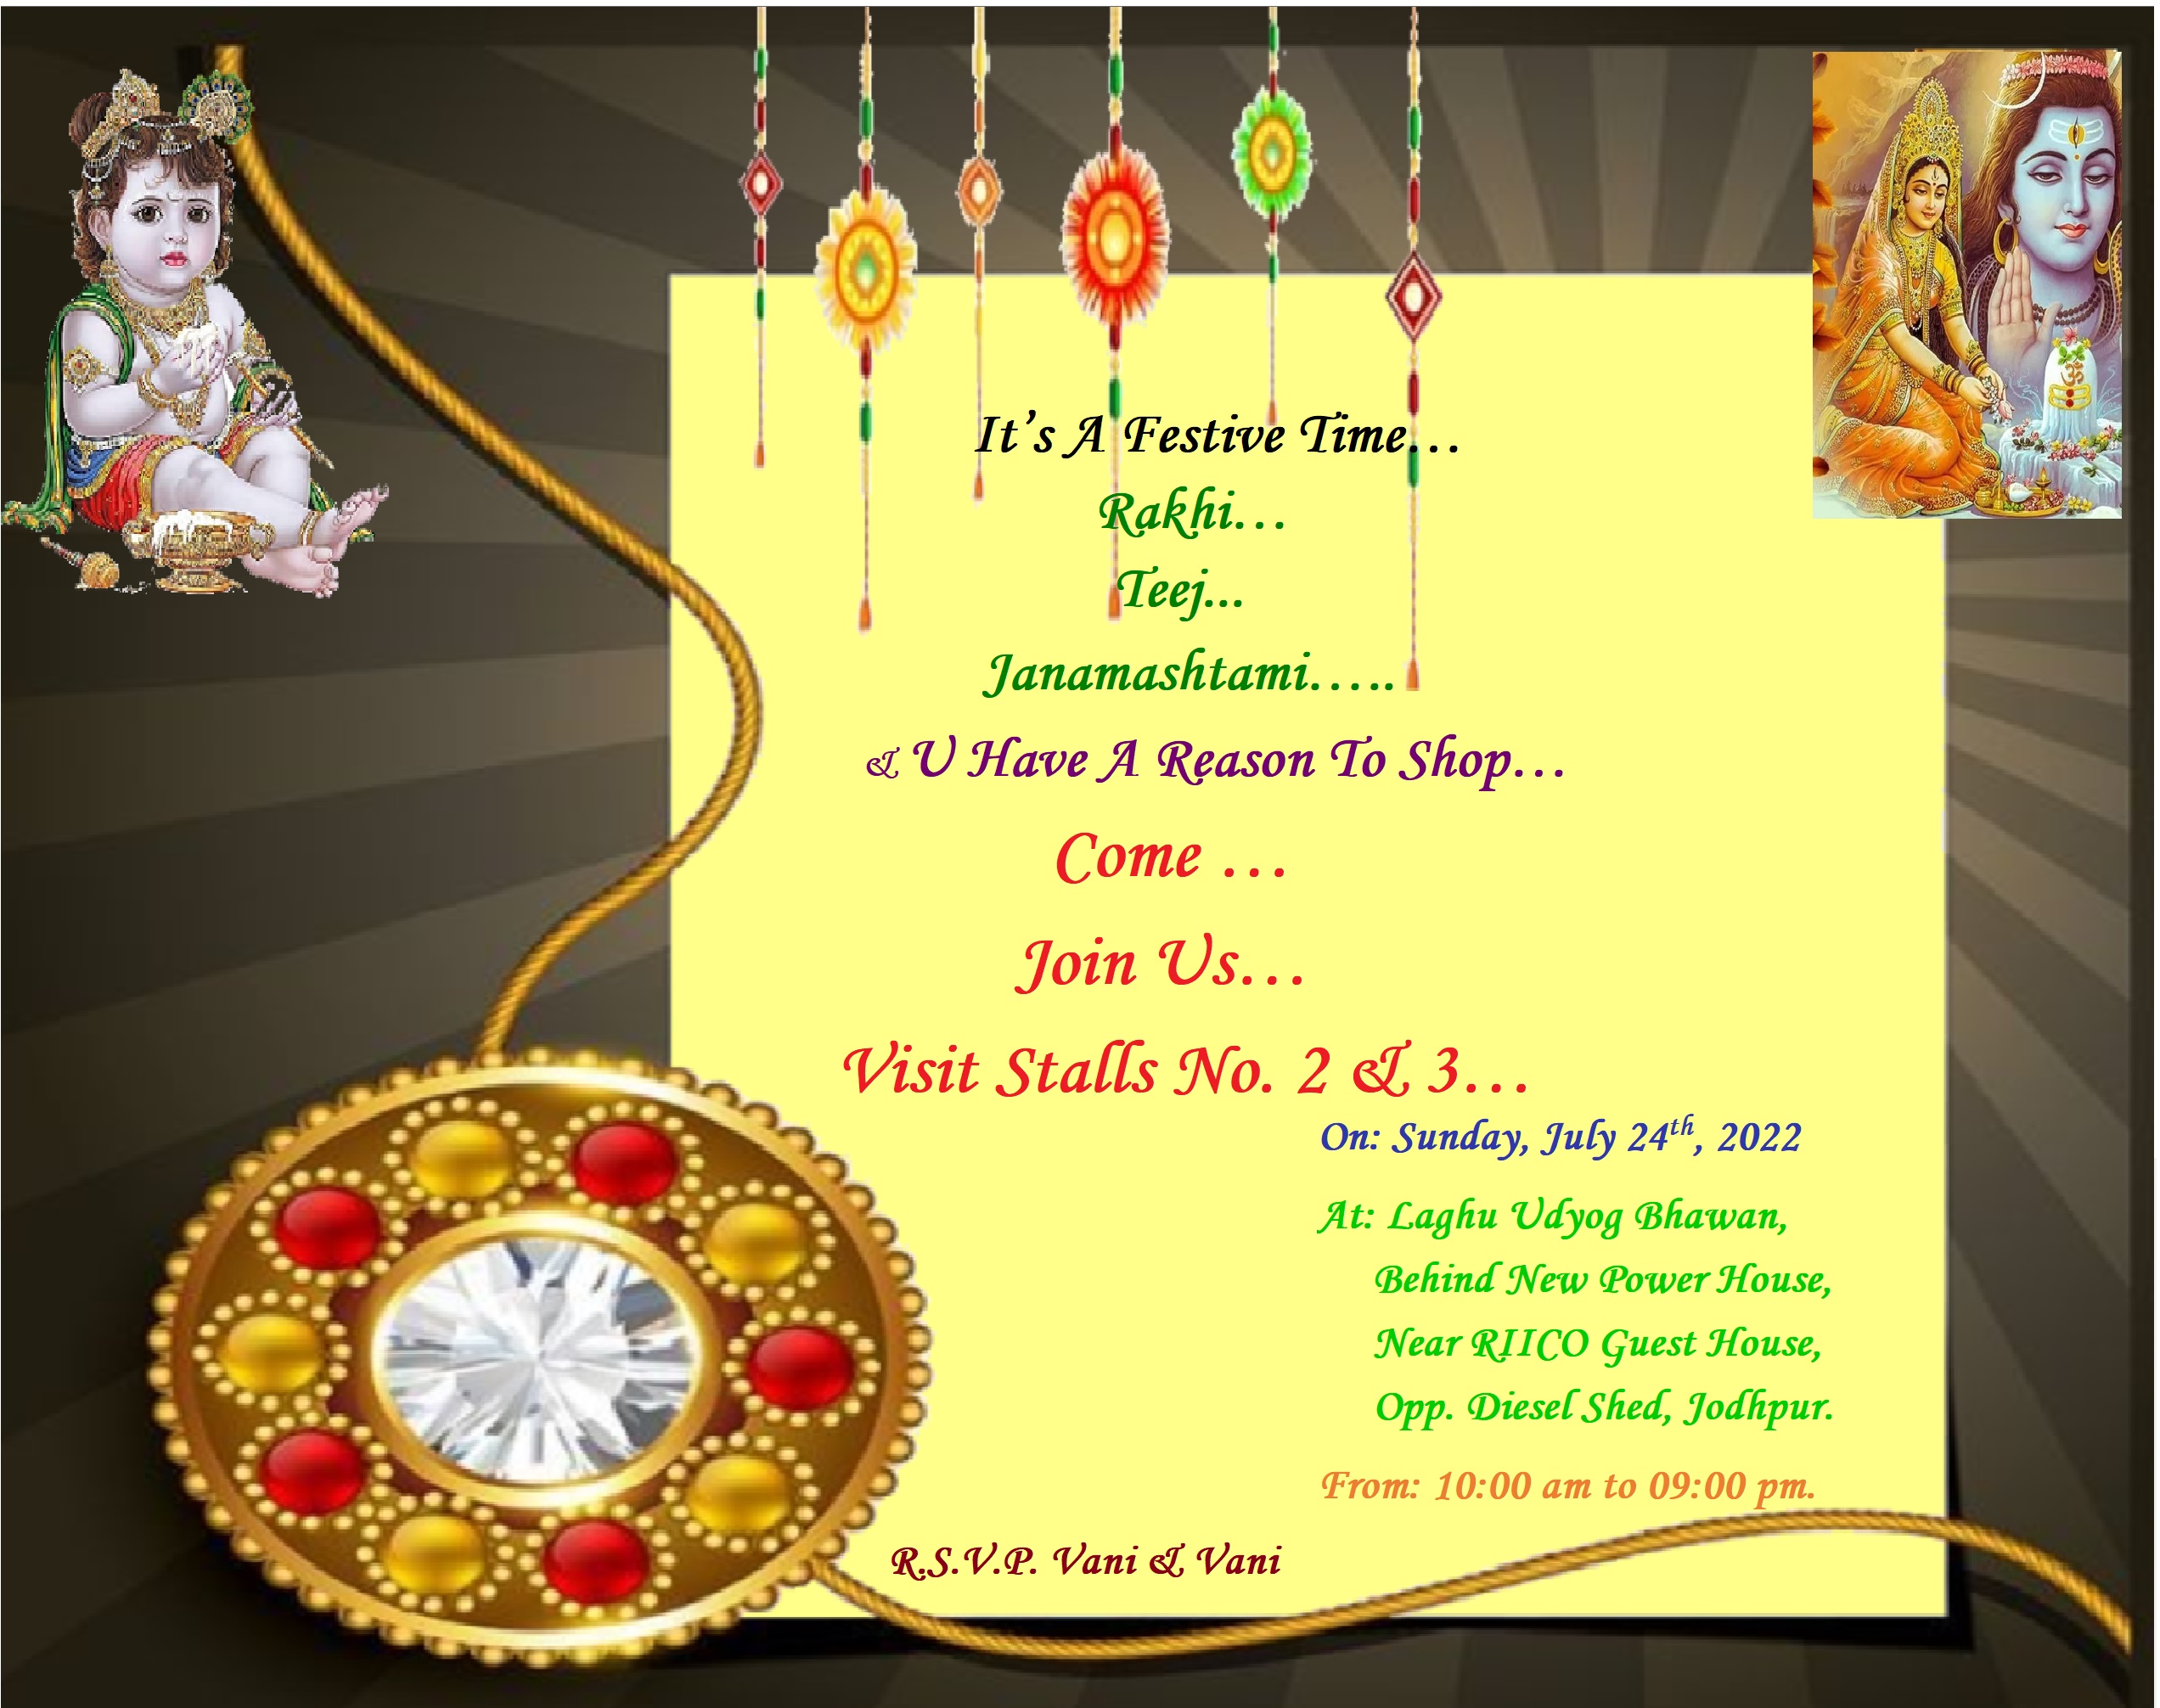 It's A Festive Time...
Rakhi...
Teej...
Janamashtami.....
& U Have A Reason To Shop...
Come ...
Join Us...
Visit Stalls No. 2 & 3...
On: Sunday, July 24th, 2022
At: Laghu Udyog Bhawan,
Behind New Power House,
Near RIICO Guest House,
Opp. Diesel Shed, Jodhpur.
From: 10:00 am to 09:00 pm.
R.S.V.P. Vani & Vani
ॐ